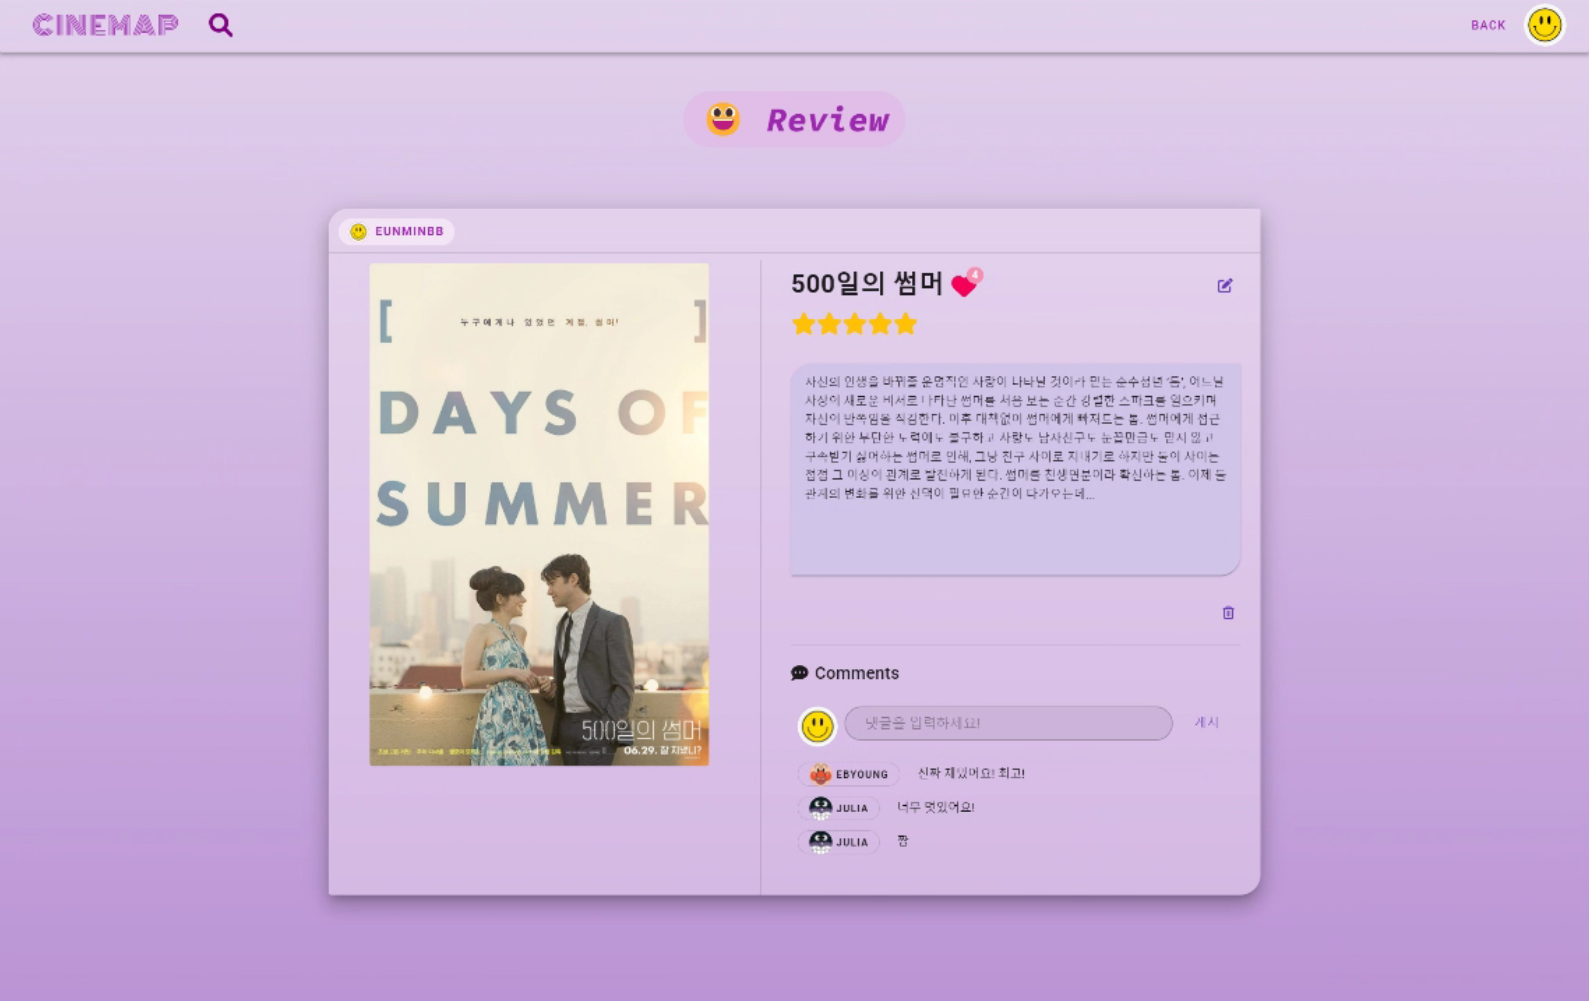 CINEMAP
BACK
Review
EUNMINBB
[ 누구에게나 있었던 계절, 썸머! ]
DAYS OF
SUMMER
500일의 썸머
06.29. 잘 지냈니?
500일의 썸머 4
자신의 인생을 바꿔줄 운명적인 사랑이 나타날 것이라 믿는 순수청년 '톰', 어느날
사장의 새로운 비서로 나타난 썸머를 처음 보는 순간 강렬한 스파크를 일으키며
자신의 반쪽임을 직감한다. 이후 대책없이 썸머에게 빠져드는 톰. 썸머에게 접근
하기 위한 부단한 노력에도 불구하고 사랑도 남자친구도 눈꼽만큼도 믿지 않고
구속받기 싫어하는 썸머로 인해, 그냥 친구 사이로 지내기로 하지만 둘의 사이는
점점 그 이상의 관계로 발전하게 된다. 썸머를 천생연분이라 확신하는 톰. 이제 둘
관계의 변화를 위한 선택이 필요한 순간이 다가오는데...
Comments
댓글을 입력하세요! 게시
EBYOUNG 진짜 재밌어요! 최고!
JULIA 너무 멋있어요!
JULIA 짱